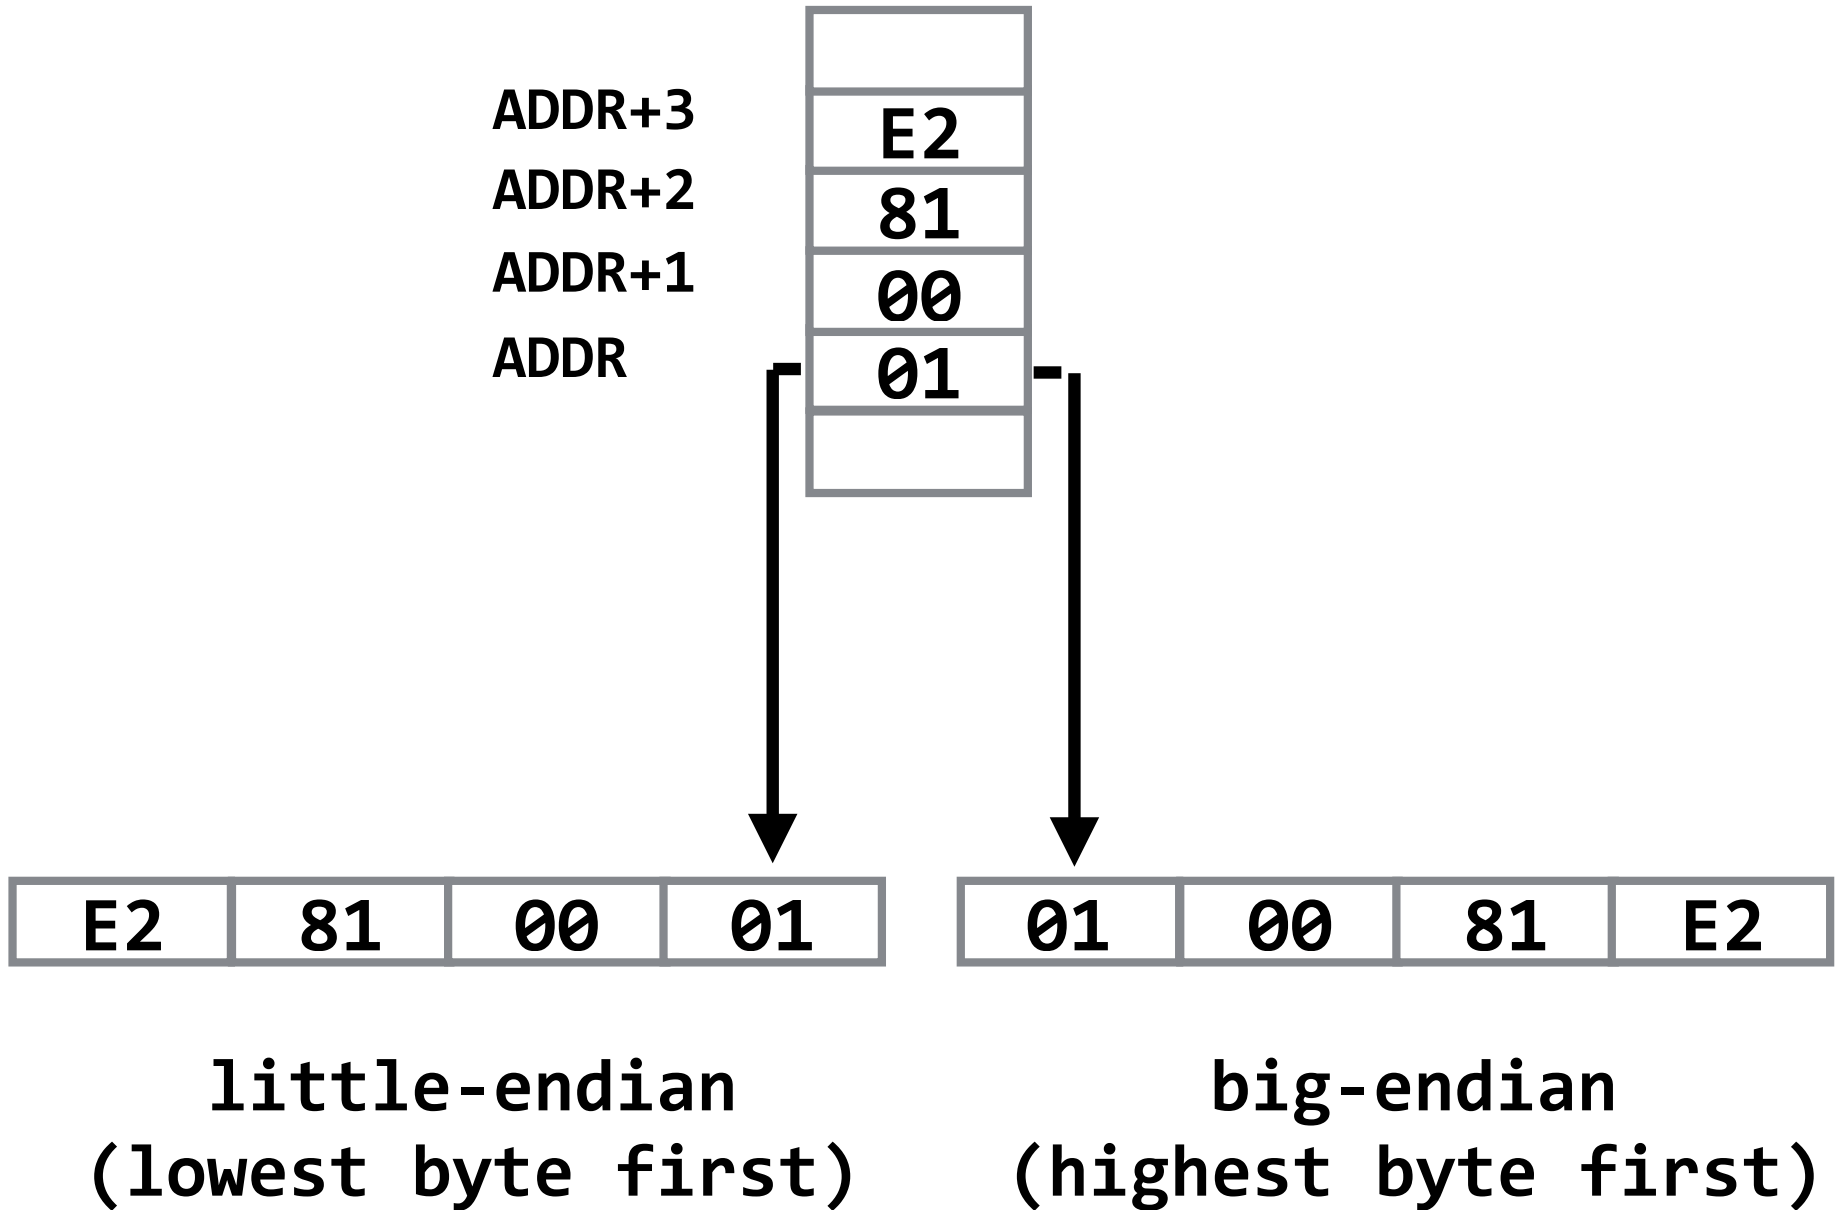 ADDR+3 E2
ADDR+2 81
ADDR+1 00
ADDR 01
E2 81 00 01
01 00 81 E2
little-endian
(lowest byte first)
big-endian
(highest byte first)